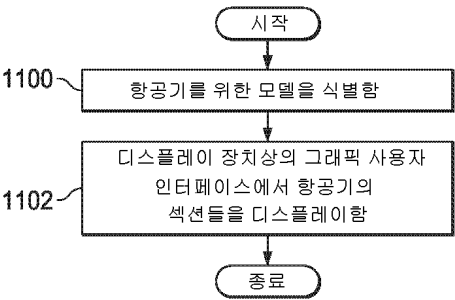 시작
1100
항공기를 위한 모델을 식별함
1102
디스플레이 장치상의 그래픽 사용자
인터페이스에서 항공기의
섹션들을 디스플레이함
종료